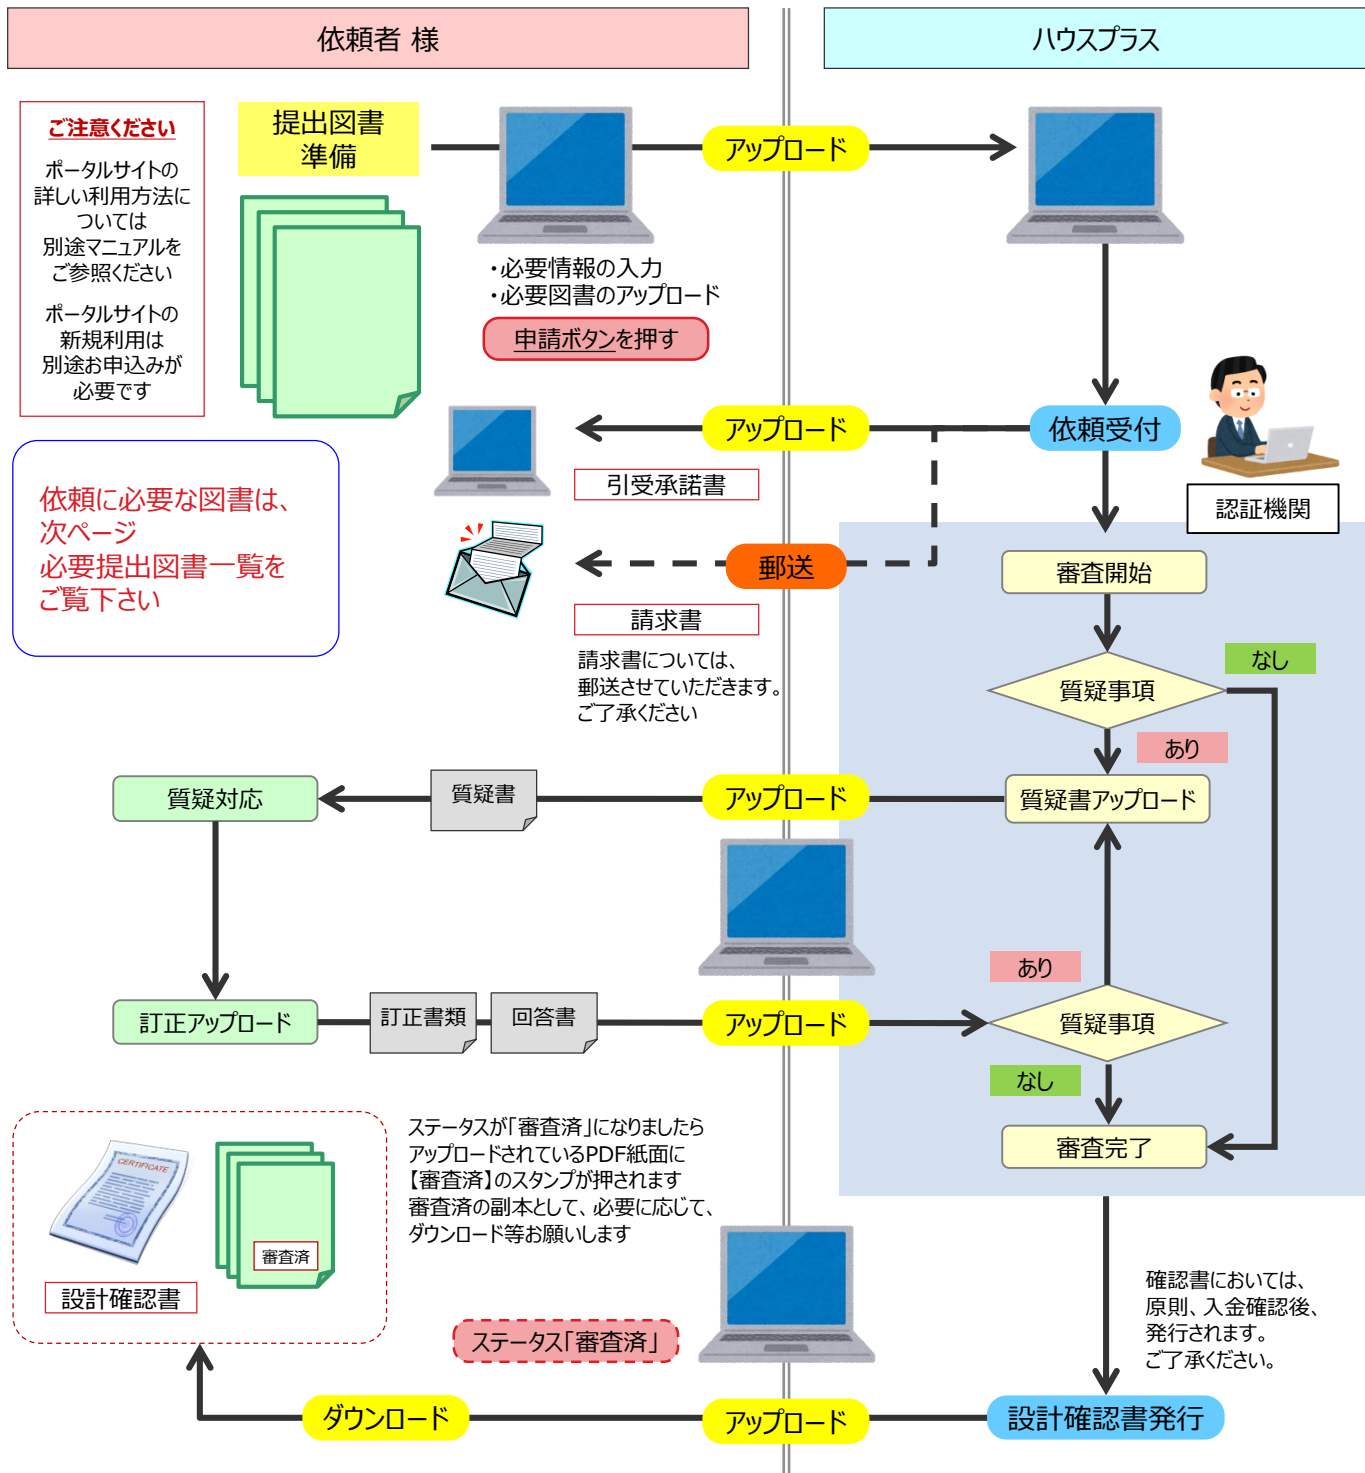 依頼者 様
ハウスプラス
ご注意ください
ポータルサイトの
詳しい利用方法に
ついては
別途マニュアルを
ご参照ください
ポータルサイトの
新規利用は
別途お申込みが
必要です
提出図書
準備
アップロード
・必要情報の入力
・必要図書のアップロード
申請ボタンを押す
アップロード
依頼受付
引受承諾書
認証機関
依頼に必要な図書は、
次ページ
必要提出図書一覧を
ご覧下さい
郵送
請求書
請求書については、
郵送させていただきます。
ご了承ください
審査開始
質疑事項
なし
あり
質疑対応
質疑書
アップロード
質疑書アップロード
あり
訂正アップロード
訂正書類
回答書
アップロード
質疑事項
なし
審査完了
ステータスが「審査済」になりましたら
アップロードされているPDF紙面に
【審査済】のスタンプが押されます
審査済の副本として、必要に応じて、
ダウンロード等お願いします
CERTIFICATE
審査済
設計確認書
ステータス「審査済」
確認書においては、
原則、入金確認後、
発行されます。
ご了承ください。
ダウンロード
アップロード
設計確認書発行